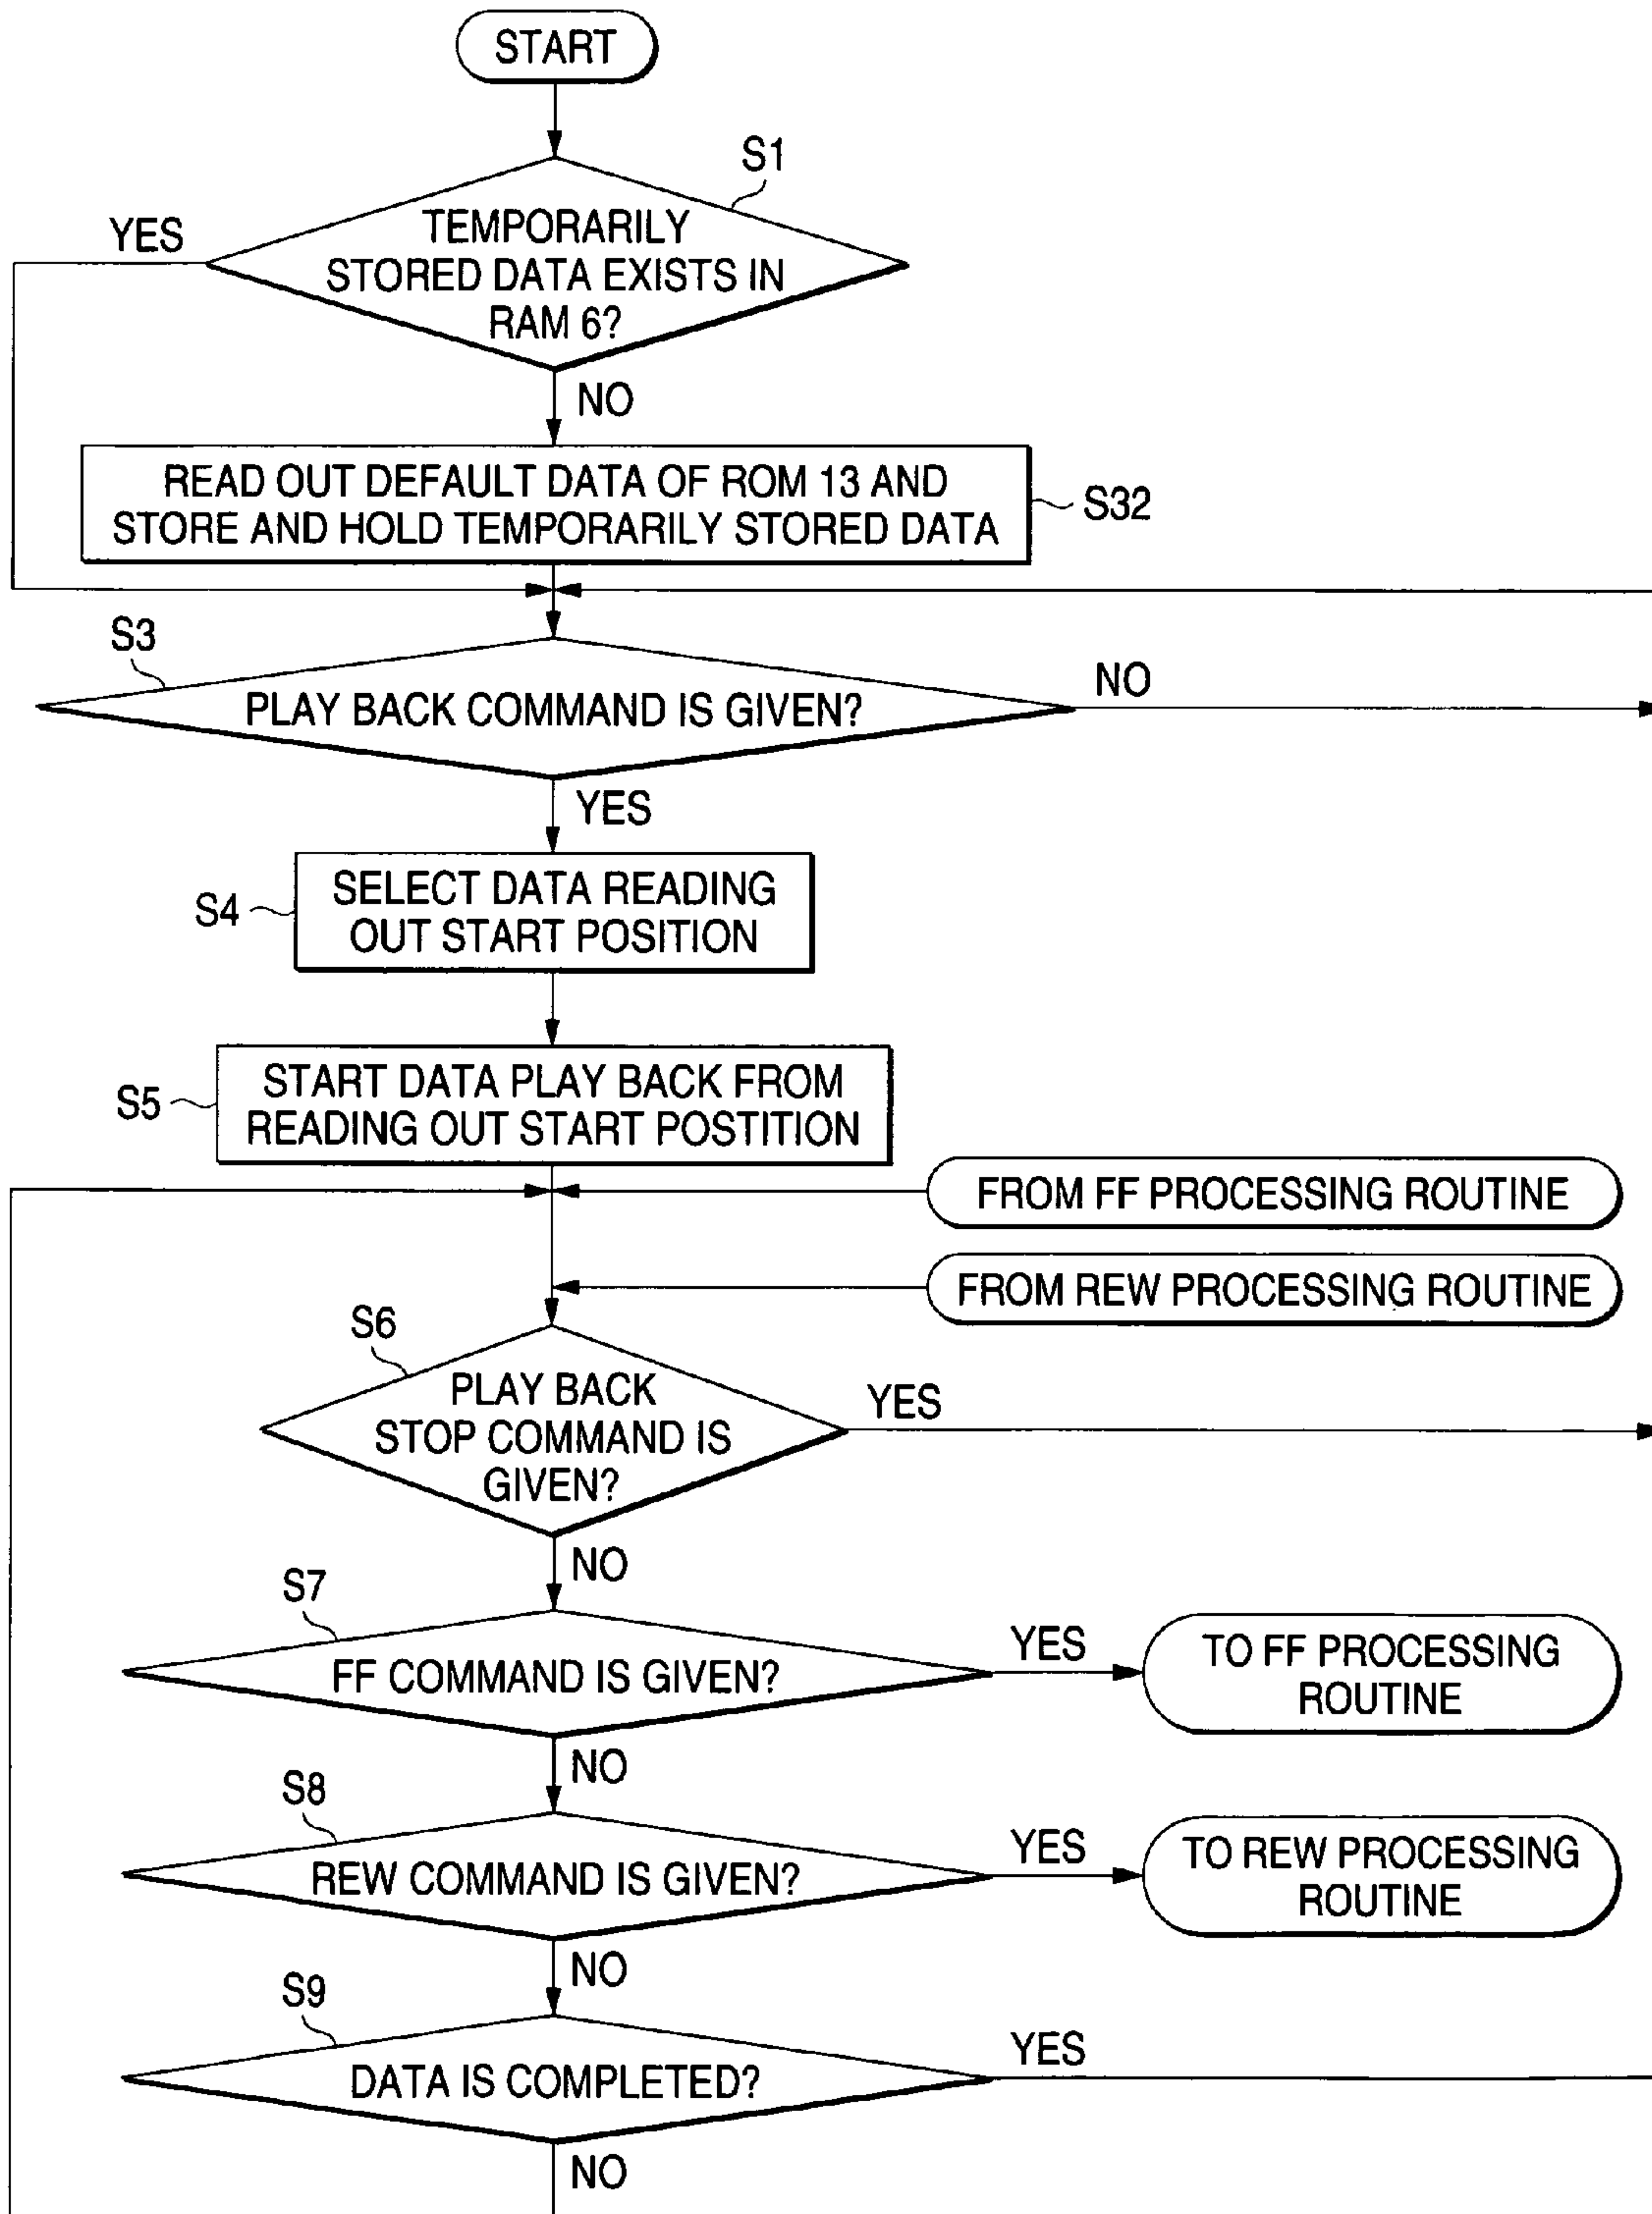 START
S1
YES
TEMPORARILY
STORED DATA EXISTS IN
RAM 6?
NO
READ OUT DEFAULT DATA OF ROM 13 AND
STORE AND HOLD TEMPORARILY STORED DATA
S32
S3
PLAY BACK COMMAND IS GIVEN?
NO
YES
S4
SELECT DATA READING
OUT START POSITION
S5
START DATA PLAY BACK FROM
READING OUT START POSTITION
FROM FF PROCESSING ROUTINE
FROM REW PROCESSING ROUTINE
S6
PLAY BACK
STOP COMMAND IS
GIVEN?
YES
NO
S7
FF COMMAND IS GIVEN?
YES
TO FF PROCESSING
ROUTINE
NO
S8
REW COMMAND IS GIVEN?
YES
TO REW PROCESSING
ROUTINE
NO
S9
DATA IS COMPLETED?
YES
NO